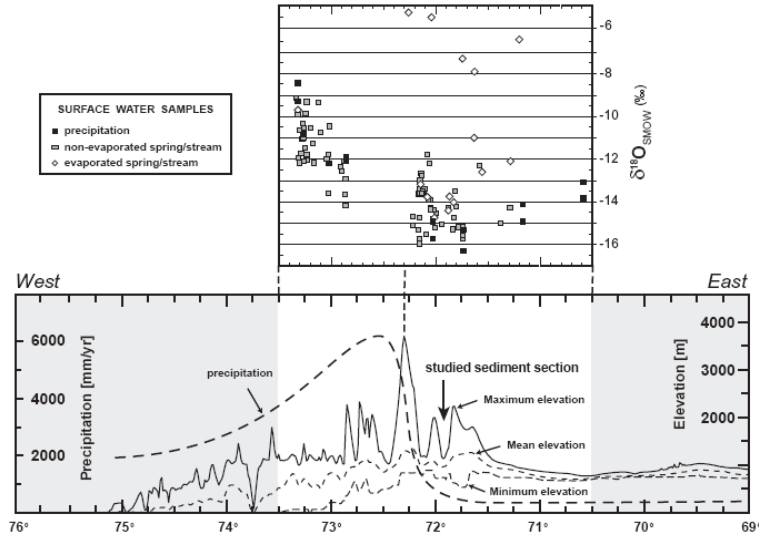 -6
-8
-10
-12
-14
-16
δ¹⁸O SMOW (‰)
SURFACE WATER SAMPLES
precipitation
non-evaporated spring/stream
evaporated spring/stream
West
East
6000
4000
2000
Precipitation [mm/yr]
precipitation
studied sediment section
Maximum elevation
Mean elevation
Minimum elevation
4000
3000
2000
1000
Elevation [m]
76° 75° 74° 73° 72° 71° 70° 69°